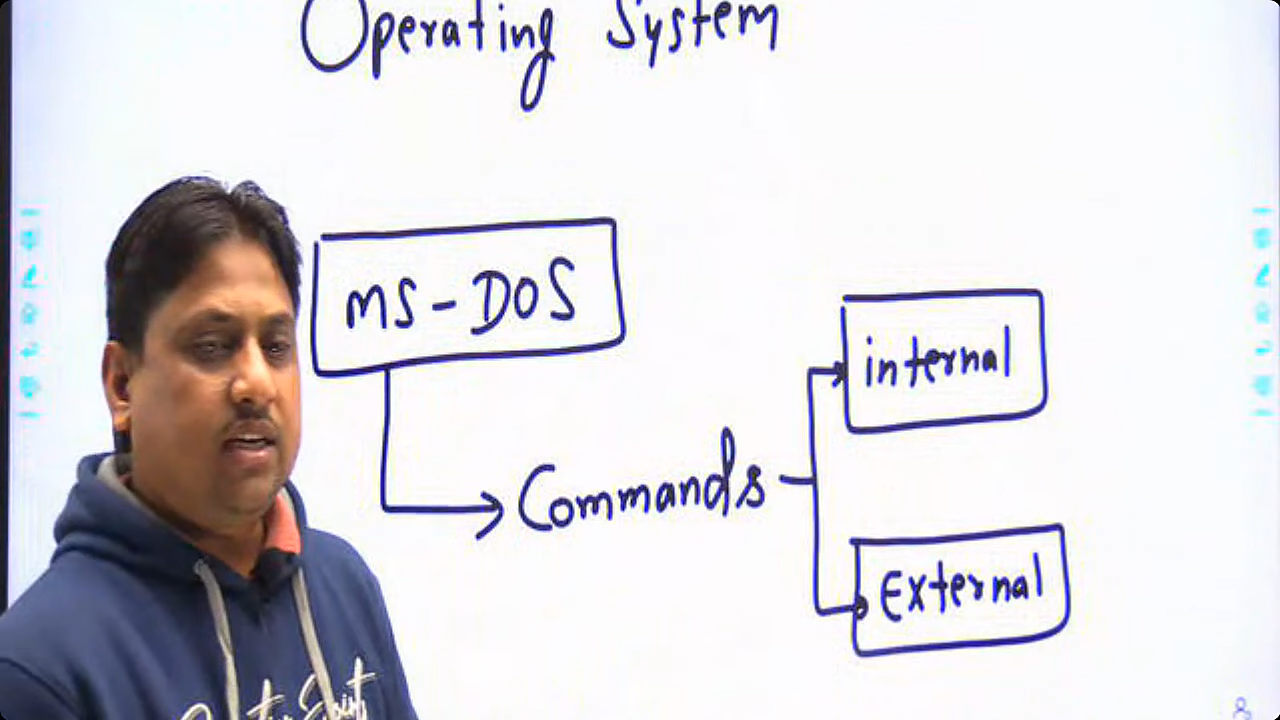 Operating System
MS-DOS
internal
Commands
External